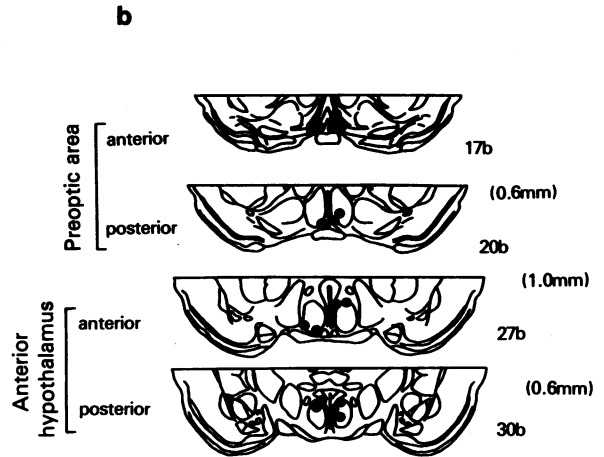 b
Preoptic area
anterior
17b
(0.6mm)
posterior
20b
(1.0mm)
Anterior
hypothalamus
anterior
27b
(0.6mm)
posterior
30b